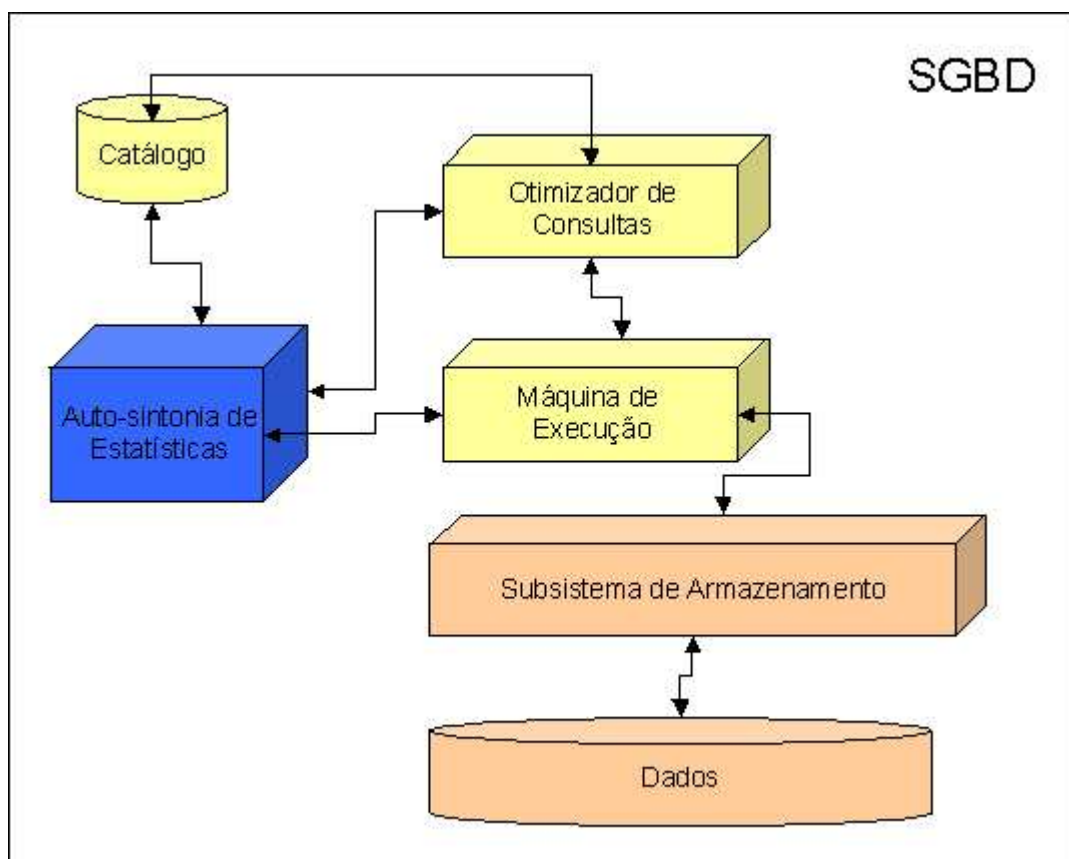 SGBD
Catálogo
Otimizador de
Consultas
Auto-sintonia de
Estatísticas
Máquina de
Execução
Subsistema de Armazenamento
Dados